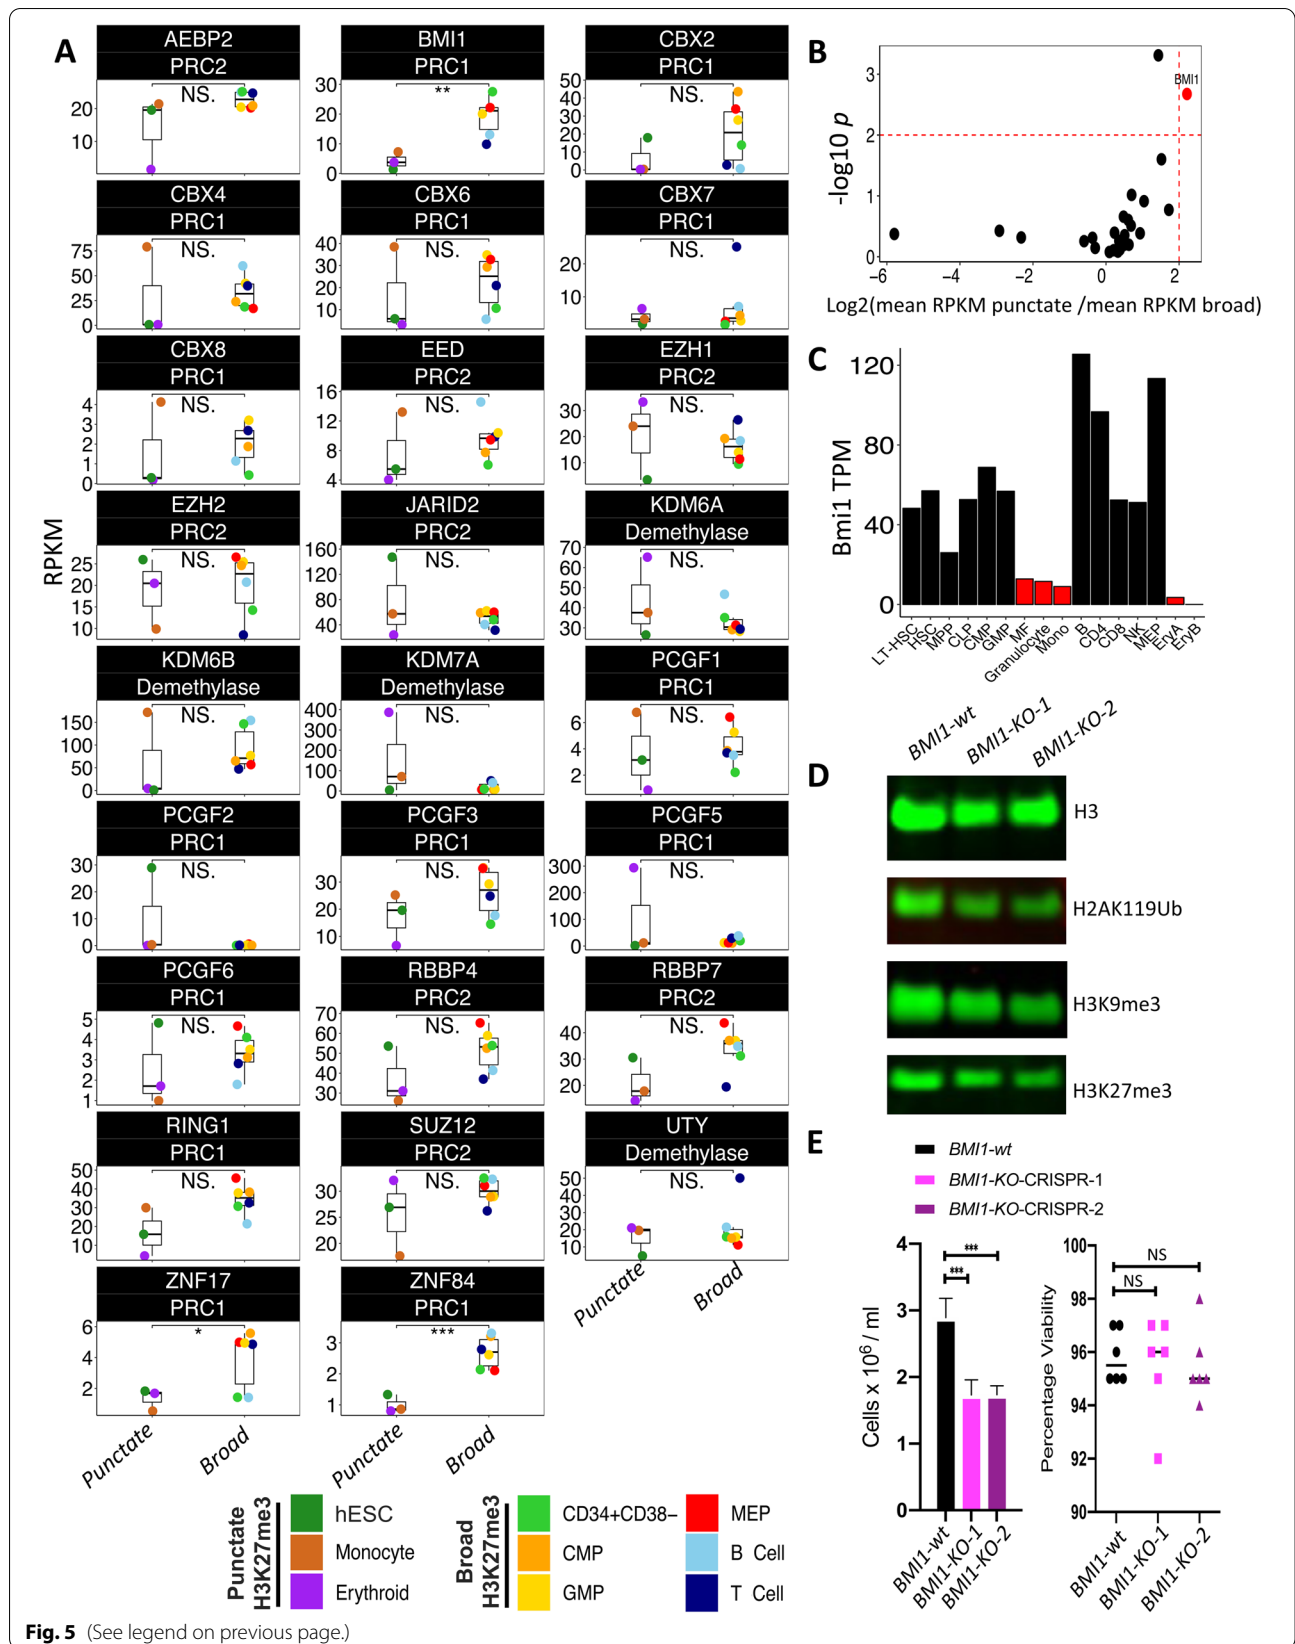 A
AEBP2
PRC2
NS.
20
10
BMI1
PRC1
**
30
20
10
0
CBX2
PRC1
NS.
50
40
30
20
10
0
CBX4
PRC1
NS.
75
50
25
0
CBX6
PRC1
NS.
40
30
20
10
0
CBX7
PRC1
NS.
20
10
CBX8
PRC1
NS.
4
3
2
1
0
EED
PRC2
NS.
16
12
8
4
EZH1
PRC2
NS.
30
20
10
RPKM
EZH2
PRC2
NS.
25
20
15
10
JARID2
PRC2
NS.
160
120
80
40
KDM6A
Demethylase
NS.
70
60
50
40
30
KDM6B
Demethylase
NS.
150
100
50
0
KDM7A
Demethylase
NS.
400
300
200
100
0
PCGF1
PRC1
NS.
6
4
2
PCGF2
PRC1
NS.
30
20
10
0
PCGF3
PRC1
NS.
30
20
10
PCGF5
PRC1
NS.
300
200
100
0
PCGF6
PRC1
NS.
5
4
3
2
1
RBBP4
PRC2
NS.
70
60
50
40
30
RBBP7
PRC2
NS.
40
30
20
RING1
PRC1
NS.
50
40
30
20
10
SUZ12
PRC2
NS.
30
25
20
UTY
Demethylase
NS.
50
40
30
20
10
Punctate
Broad
ZNF17
PRC1
*
6
4
2
Punctate
Broad
ZNF84
PRC1
***
3
2
1
Punctate
Broad
Punctate
H3K27me3
hESC
Monocyte
Erythroid
Broad
H3K27me3
CD34+CD38−
CMP
GMP
MEP
B Cell
T Cell
B
-log10 p
3
2
1
0
BMI1
−6
−4
−2
0
2
Log2(mean RPKM punctate /mean RPKM broad)
C
Bmi1 TPM
120
80
40
0
LT-HSC
HSC
MPP
CLP
CMP
GMP
MF
Granulocyte
Mono
B
CD4
CD8
NK
MEP
EryA
EryB
D
BMI1-wt
BMI1-KO-1
BMI1-KO-2
H3
H2AK119Ub
H3K9me3
H3K27me3
E
BMI1-wt
BMI1-KO-CRISPR-1
BMI1-KO-CRISPR-2
Cells x 10⁶ / ml
4
3
2
1
0
***
***
BMI1-wt
BMI1-KO-1
BMI1-KO-2
Percentage Viability
100
98
96
94
92
90
NS
NS
BMI1-wt
BMI1-KO-1
BMI1-KO-2
Fig. 5 (See legend on previous page.)